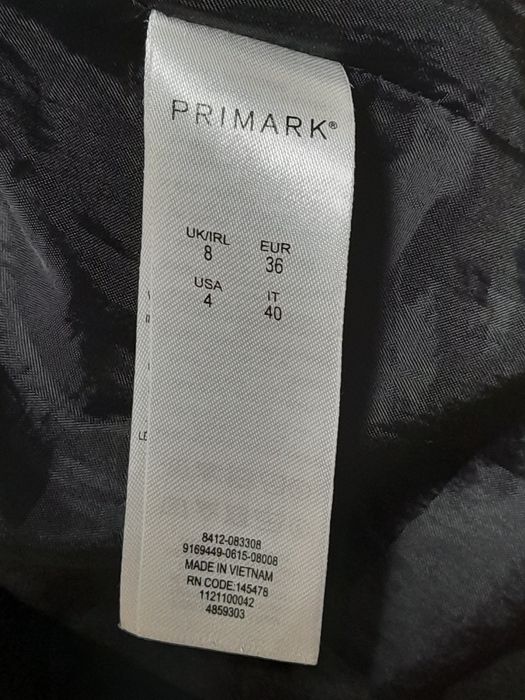 PRIMARK®
UK/IRL EUR
8 36
USA IT
4 40
8412-083308
9169449-0615-08008
MADE IN VIETNAM
RN CODE:145478
1121100042
4859303